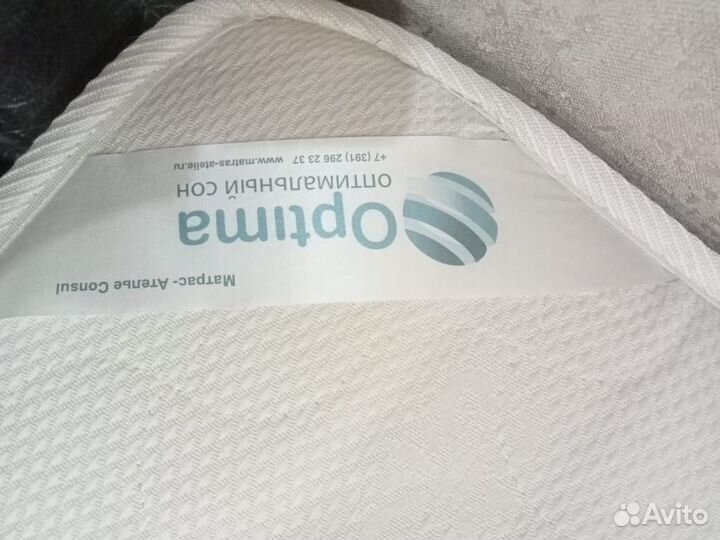 Матрас- Ателье Consul
Optima
ОПТИМАЛЬНЫЙ СОН
+7 (391) 296 23 37 www.matras-atelie.ru
Avito